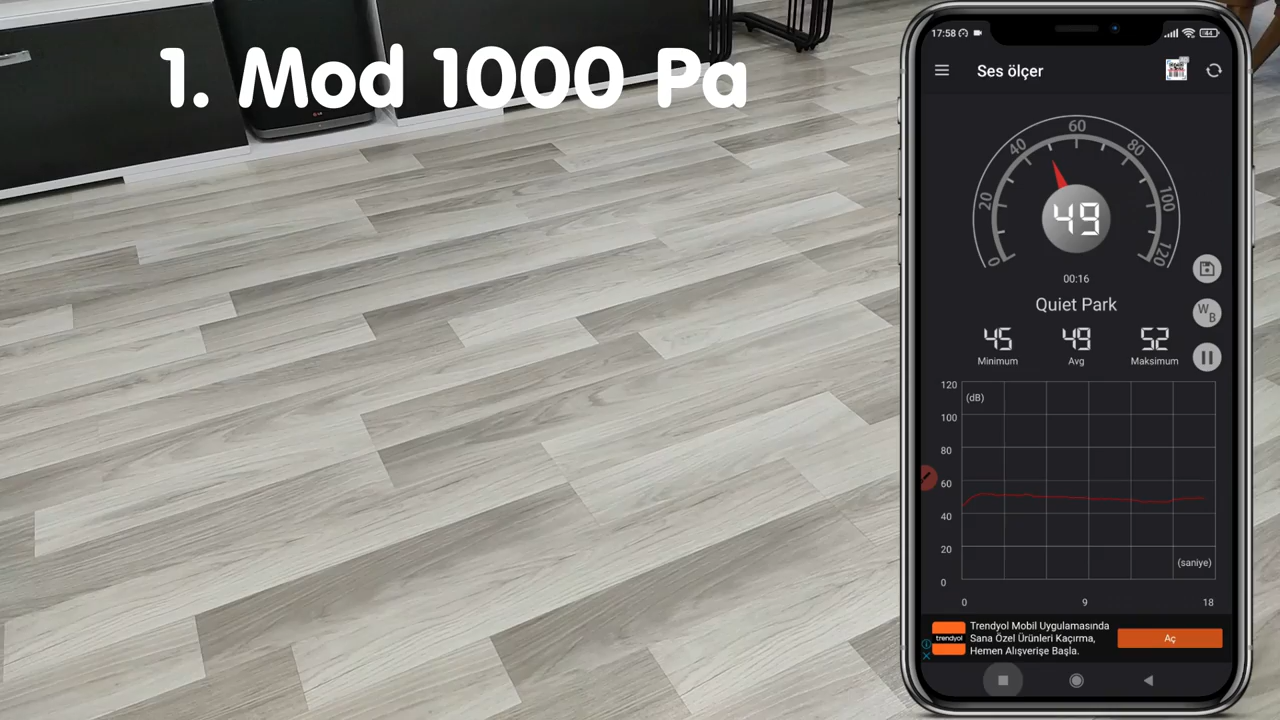 1. Mod 1000 Pa
17:58
44
Ses ölçer
0 20 40 60 80 100 120
49
00:16
Quiet Park
W B
45 49 52
Minimum Avg Maksimum
120
(dB)
100
80
60
40
20
(saniye)
0
0 9 18
Trendyol Mobil Uygulamasında
trendyol Sana Özel Ürünleri Kaçırma, Aç
Hemen Alışverişe Başla.